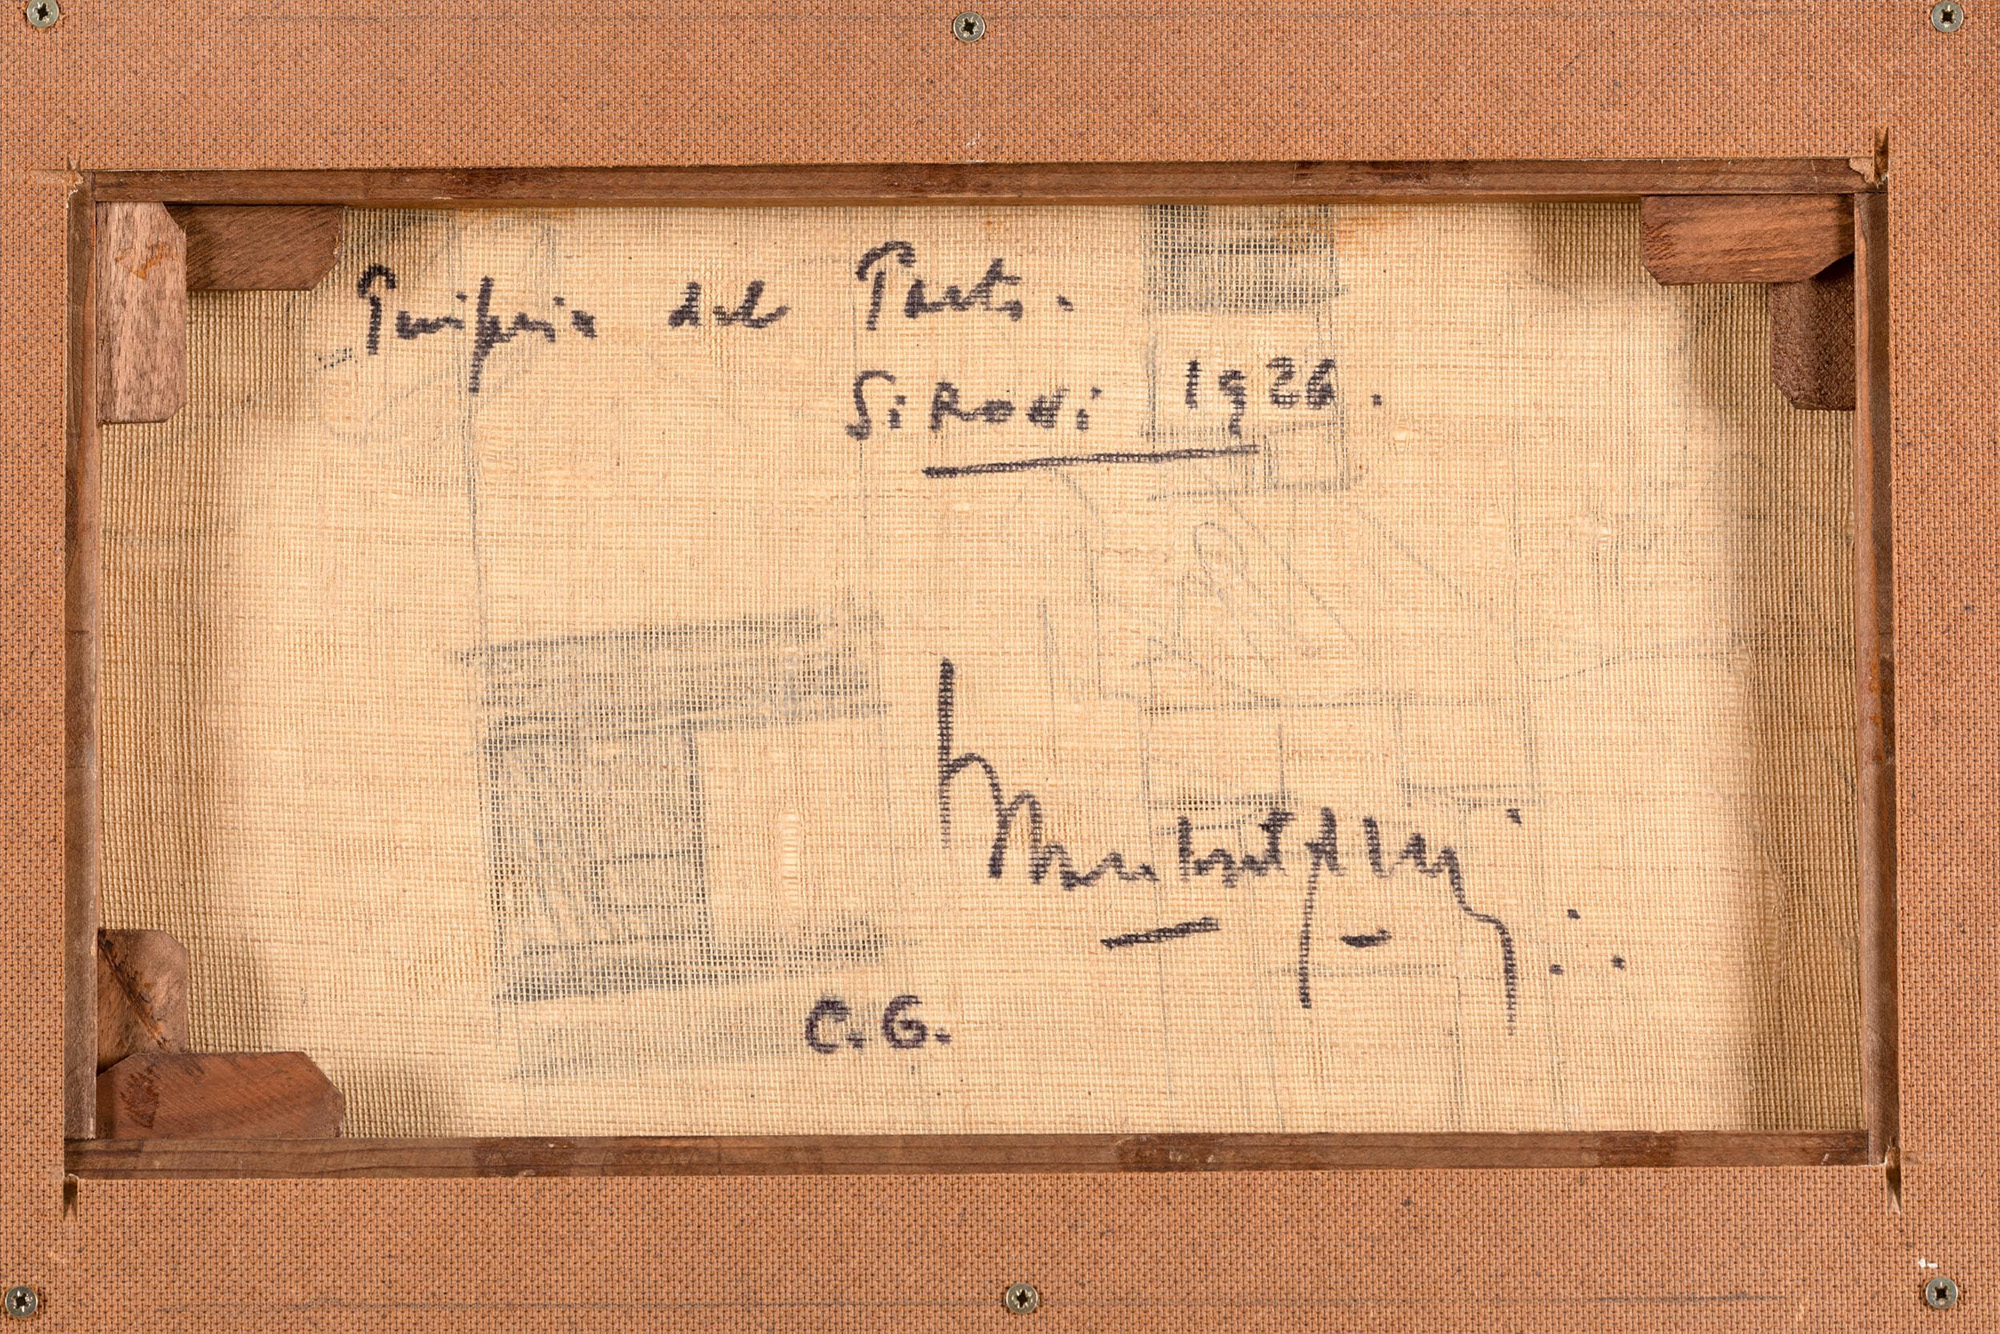 Periferia del Porto.
SiRoni 1926.
C.G.